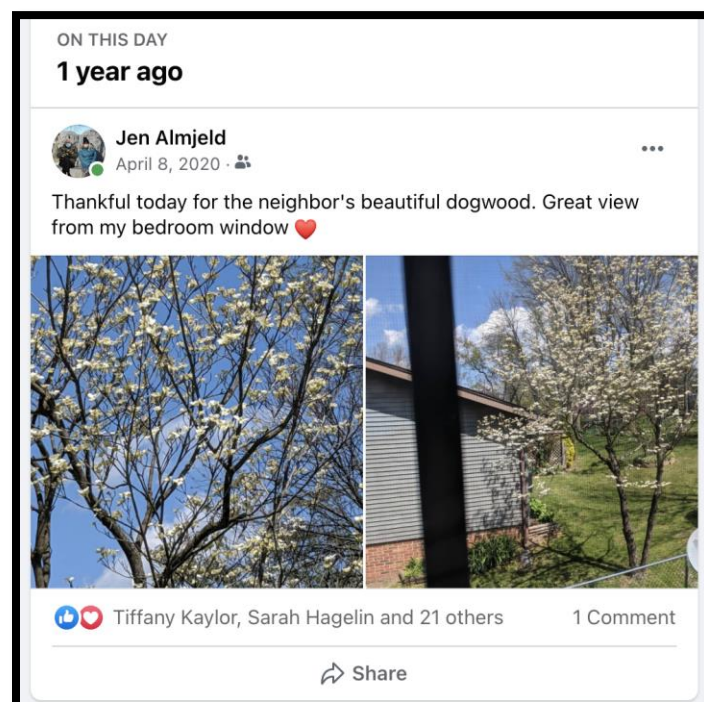 ON THIS DAY
1 year ago
Jen Almjeld
April 8, 2020 ·
Thankful today for the neighbor's beautiful dogwood. Great view
from my bedroom window ❤️
Tiffany Kaylor, Sarah Hagelin and 21 others 1 Comment
Share